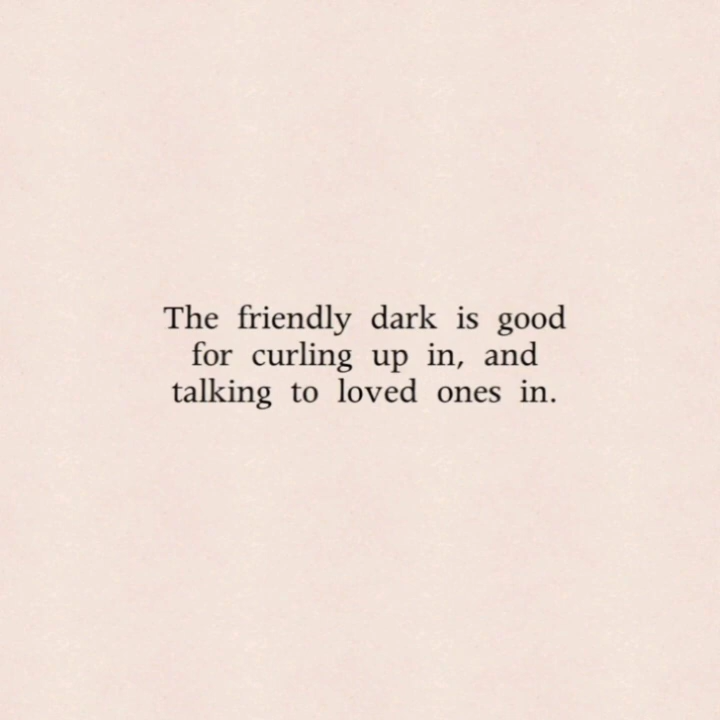 The friendly dark is good
for curling up in, and
talking to loved ones in.